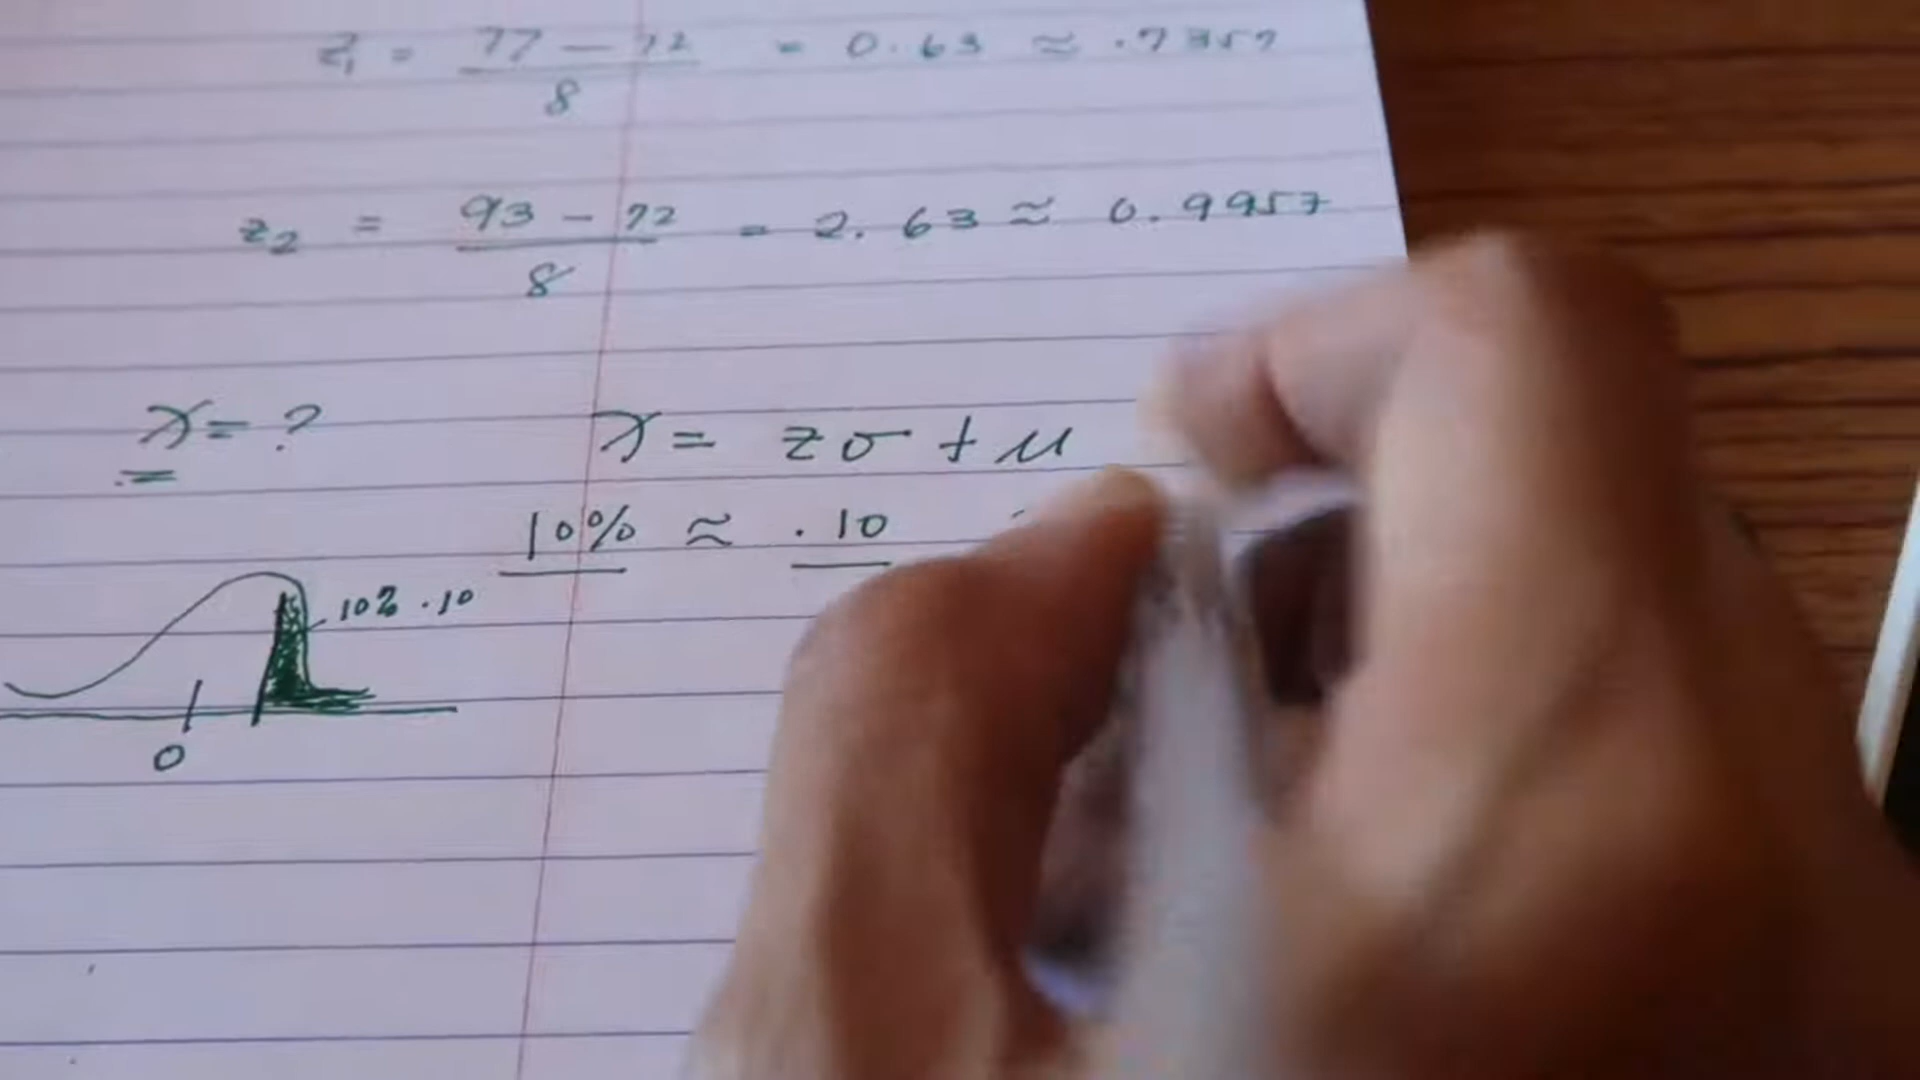 z₁ = 77 - 72 / 8 = 0.63 ≈ .7357
z₂ = 93 - 72 / 8 = 2.63 ≈ 0.9957
x = ? x = zσ + μ
10% ≈ .10
10% .10
0